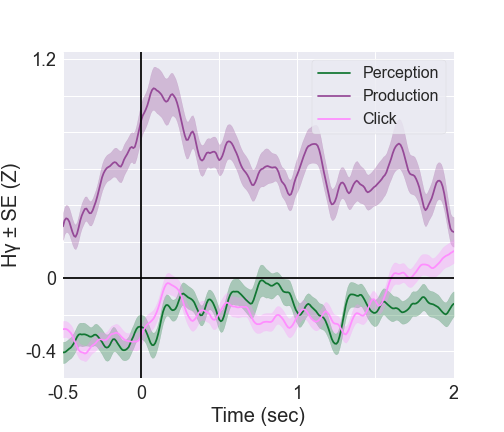 1.2
Perception
Production
Click
Hγ ± SE (Z)
0
-0.4
-0.5 0 1 2
Time (sec)